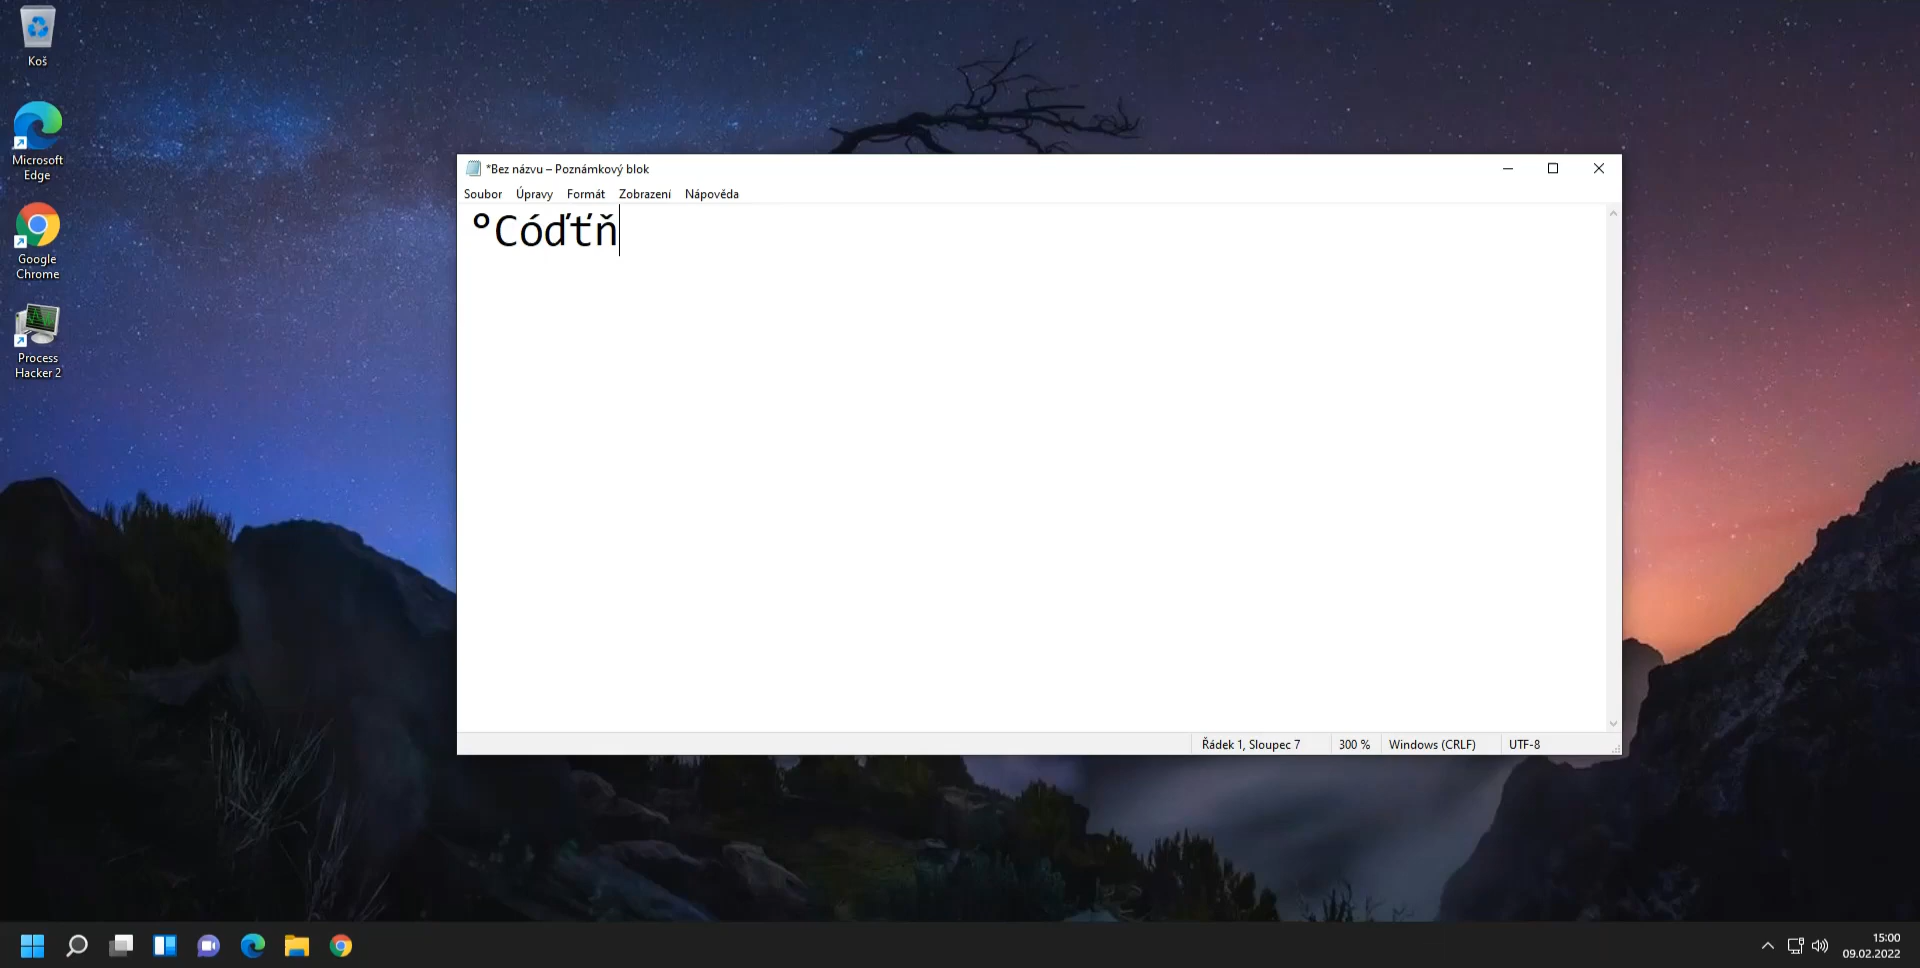 Koš
Microsoft
Edge
Google
Chrome
Process
Hacker 2
*Bez názvu – Poznámkový blok
Soubor Úpravy Formát Zobrazení Nápověda
°Códťň
Řádek 1, Sloupec 7 300 % Windows (CRLF) UTF-8
15:00
09.02.2022